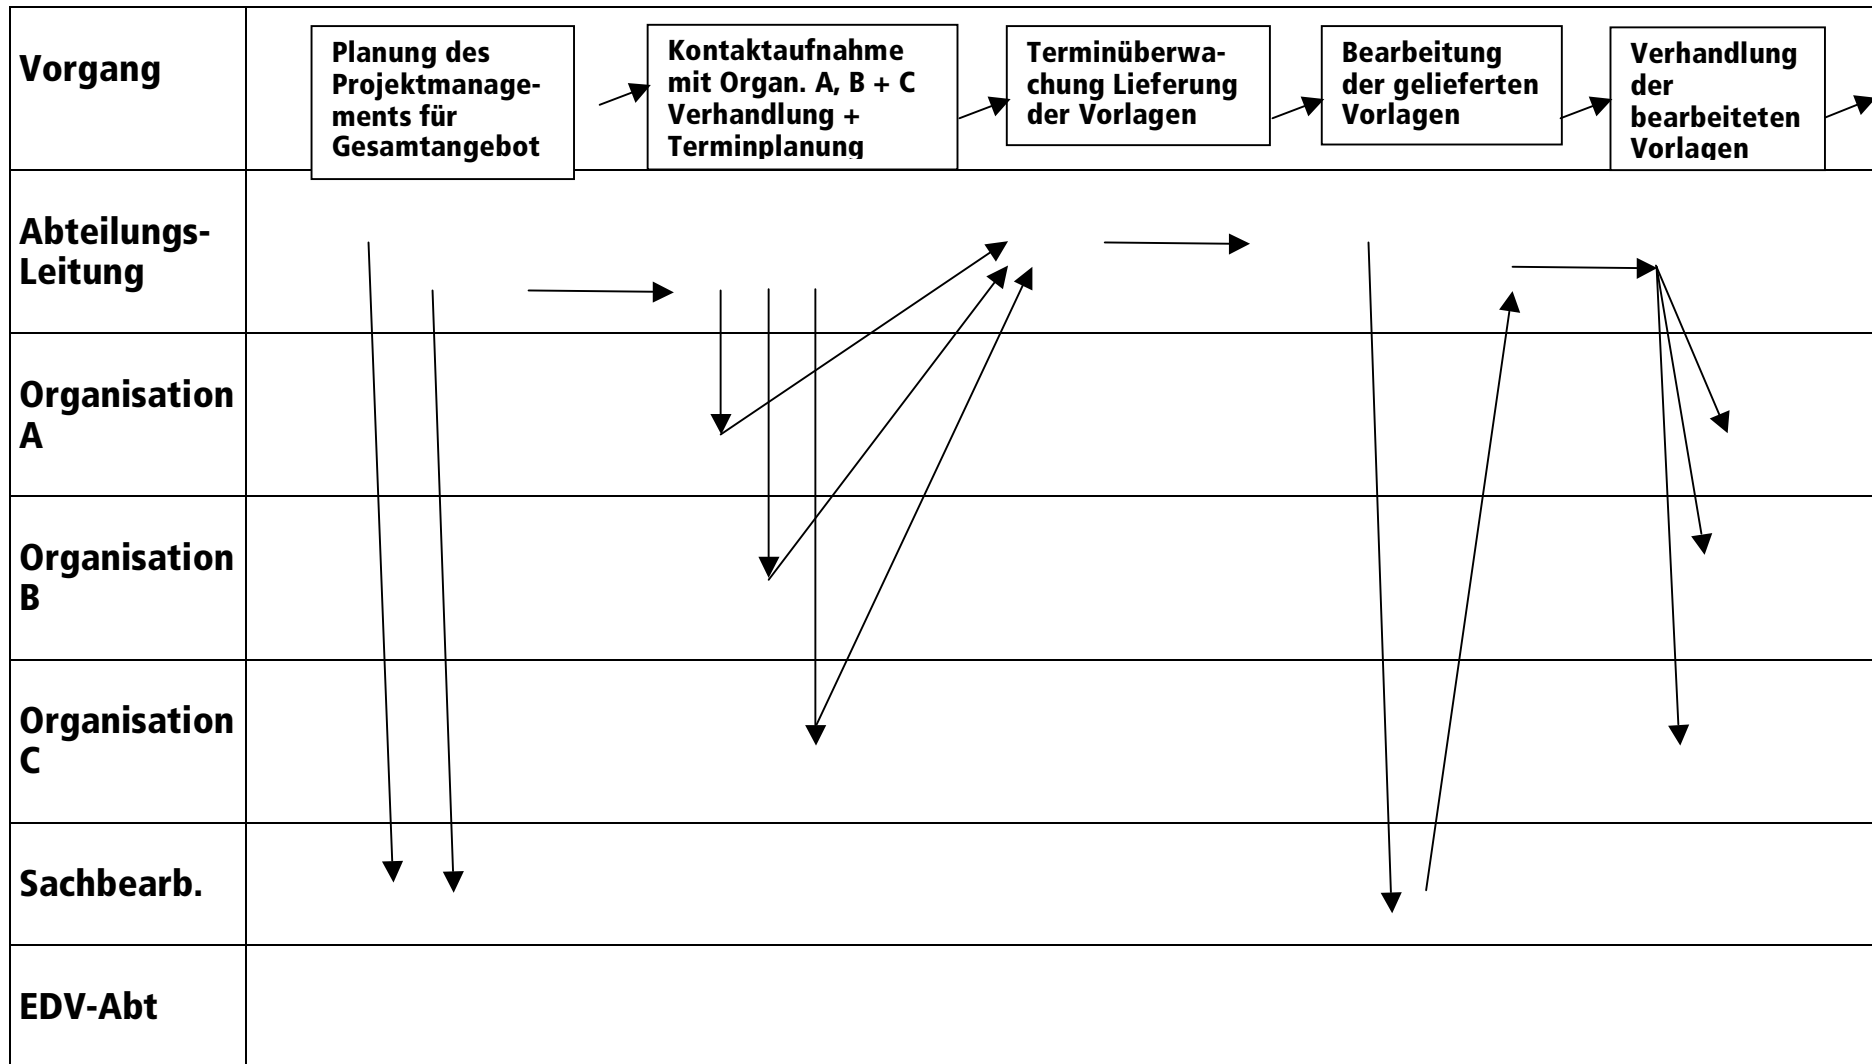 Vorgang
Planung des
Projektmanage-
ments für
Gesamtangebot
Kontaktaufnahme
mit Organ. A, B + C
Verhandlung +
Terminplanung
Terminüberwa-
chung Lieferung
der Vorlagen
Bearbeitung
der gelieferten
Vorlagen
Verhandlung
der
bearbeiteten
Vorlagen
Abteilungs-
Leitung
Organisation
A
Organisation
B
Organisation
C
Sachbearb.
EDV-Abt